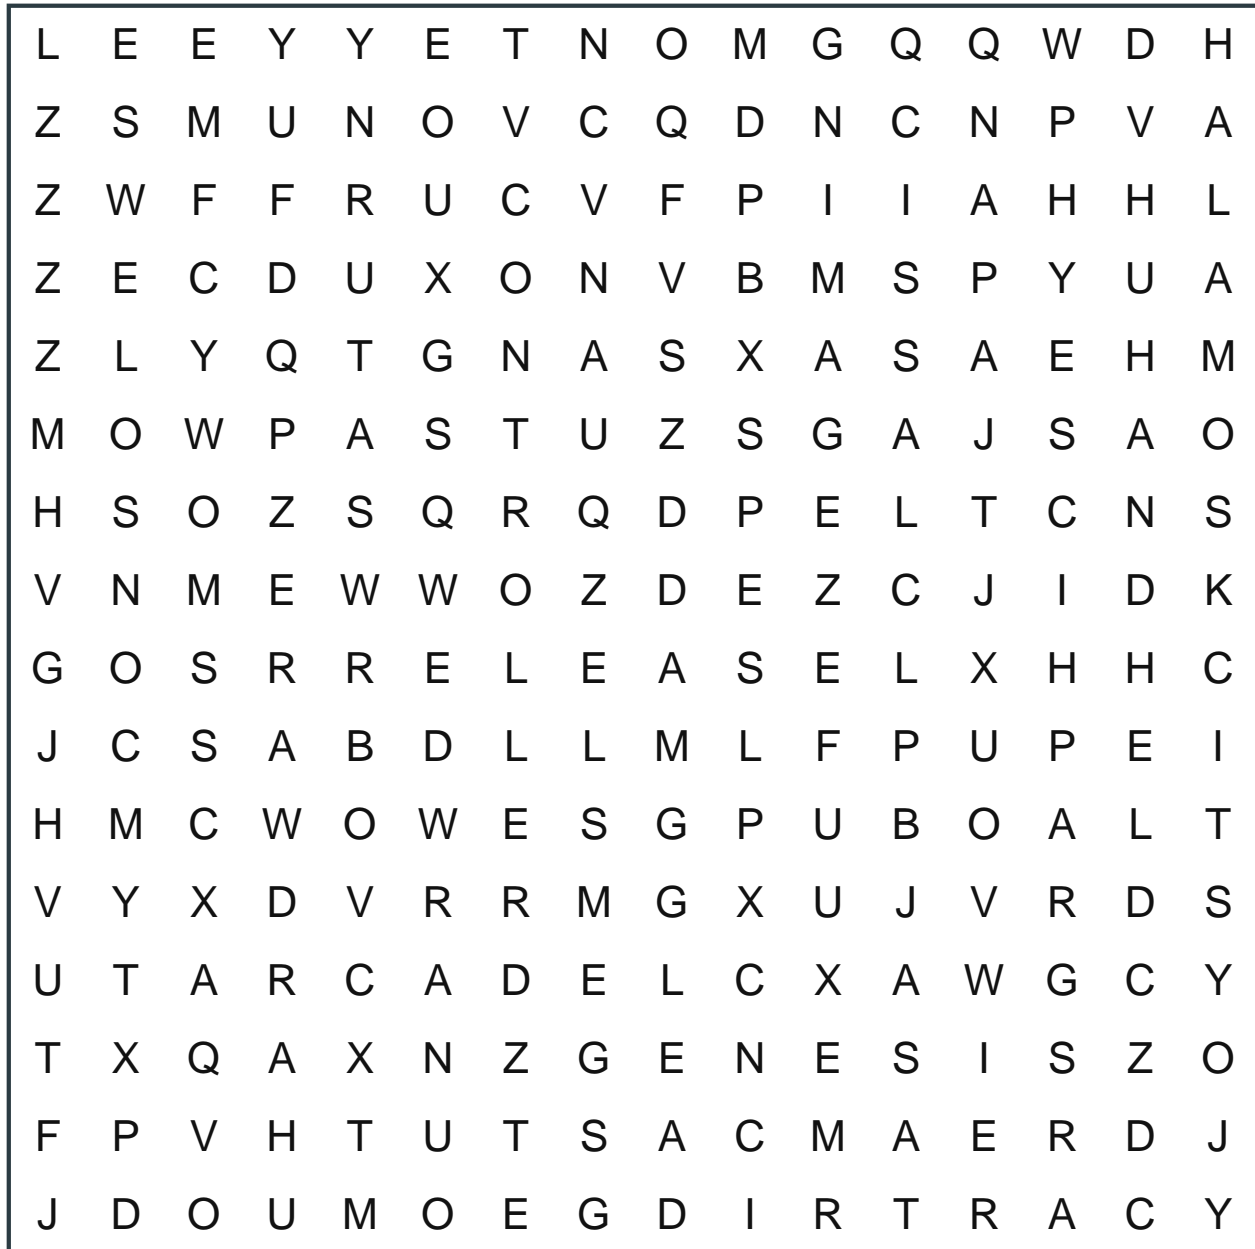 L E E Y Y E T N O M G Q Q W D H
Z S M U N O V C Q D N C N P V A
Z W F F R U C V F P I I A H H L
Z E C D U X O N V B M S P Y U A
Z L Y Q T G N A S X A S A E H M
M O W P A S T U Z S G A J S A O
H S O Z S Q R Q D P E L T C N S
V N M E W W O Z D E Z C J I D K
G O S R R E L E A S E L X H H C
J C S A B D L L M L F P U P E I
H M C W O W E S G P U B O A L T
V Y X D V R R M G X U J V R D S
U T A R C A D E L C X A W G C Y
T X Q A X N Z G E N E S I S Z O
F P V H T U T S A C M A E R D J
J D O U M O E G D I R T R A C Y